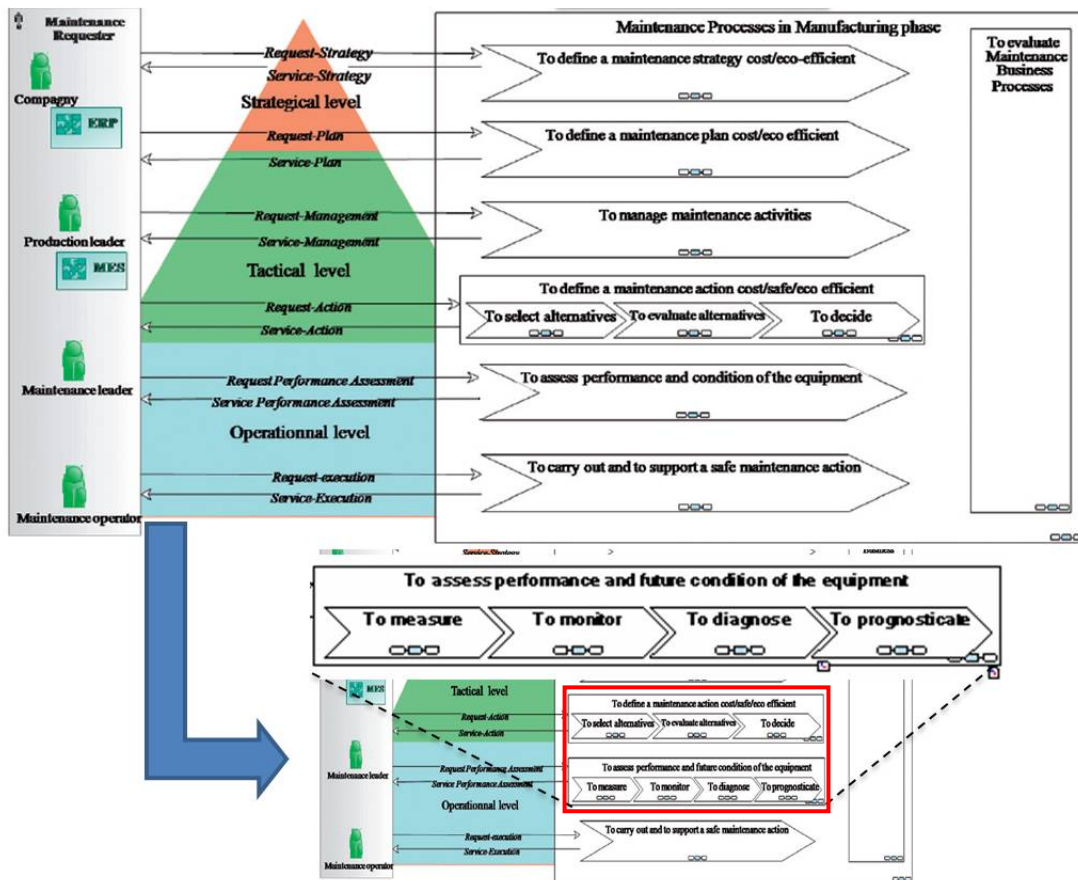 Maintenance
Requester
Maintenance Processes in Manufacturing phase
Request-Strategy
To define a maintenance strategy cost/eco-efficient
To evaluate
Maintenance
Business
Processes
Service-Strategy
Compagny
Strategical level
ERP
Request-Plan
To define a maintenance plan cost/eco efficient
Service-Plan
Request-Management
To manage maintenance activities
Production leader
Service-Management
MES
Tactical level
To define a maintenance action cost/safe/eco efficient
Request-Action
To select alternatives
To evaluate alternatives
To decide
Service-Action
Maintenance leader
Request Performance Assessment
To assess performance and condition of the equipment
Service Performance Assessment
Operationnal level
Request-execution
To carry out and to support a safe maintenance action
Service-Execution
Maintenance operator
Service-Strategy
To assess performance and future condition of the equipment
To measure
To monitor
To diagnose
To prognosticate
MES
Tactical level
To define a maintenance action cost/safe/eco efficient
Request-Action
To select alternatives
To evaluate alternatives
To decide
Service-Action
Maintenance leader
Request Performance Assessment
To assess performance and future condition of the equipment
Service Performance Assessment
To measure
To monitor
To diagnose
To prognosticate
Operationnal level
Request-execution
To carry out and to support a safe maintenance action
Service-Execution
Maintenance operator